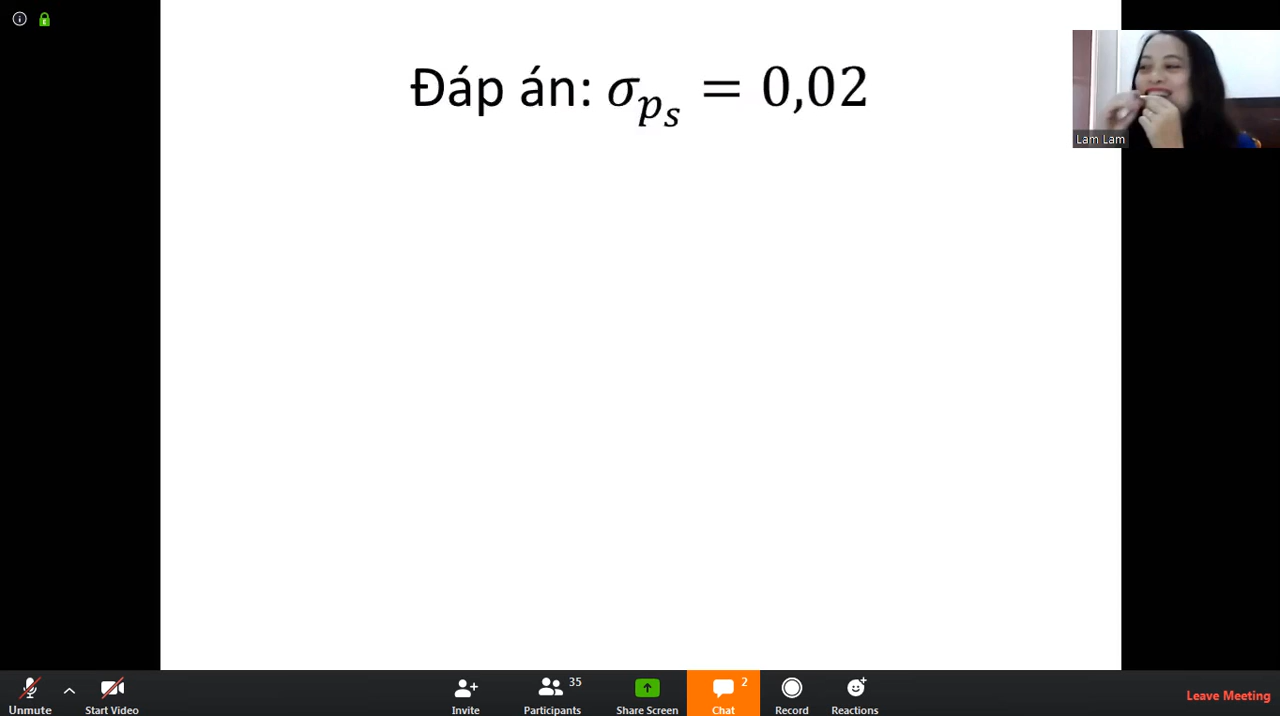 Đáp án: σ_{p_s} = 0,02
Lam Lam
Unmute
Start Video
Invite
35
Participants
Share Screen
2
Chat
Record
Reactions
Leave Meeting